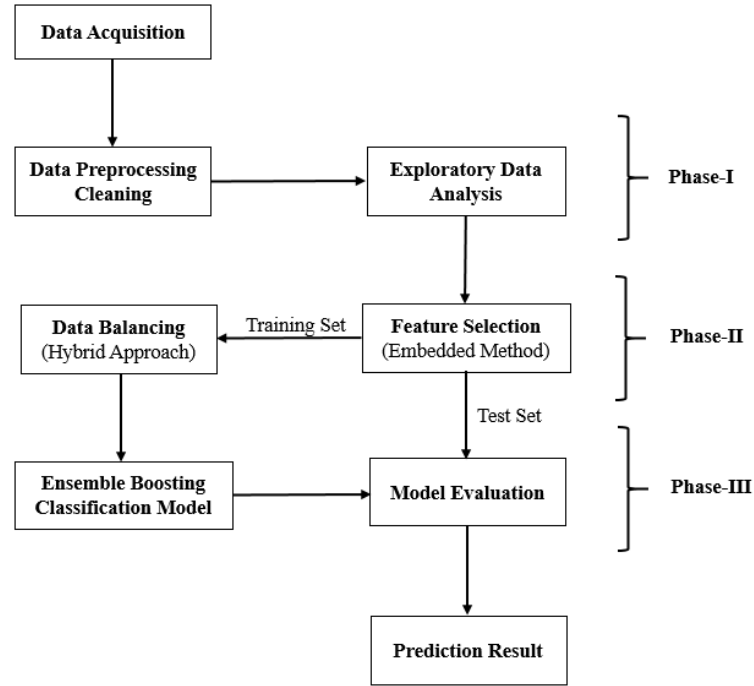 Data Acquisition
Data Preprocessing
Cleaning
Exploratory Data
Analysis
Phase-I
Data Balancing
(Hybrid Approach)
Training Set
Feature Selection
(Embedded Method)
Phase-II
Test Set
Ensemble Boosting
Classification Model
Model Evaluation
Phase-III
Prediction Result